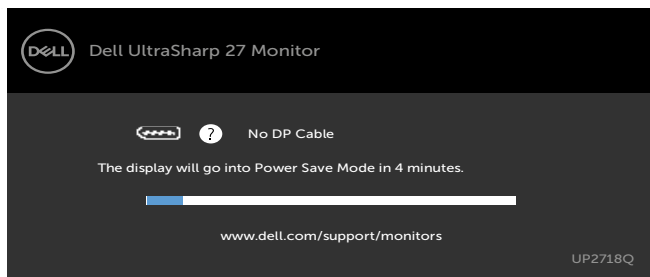 DELL Dell UltraSharp 27 Monitor
? No DP Cable
The display will go into Power Save Mode in 4 minutes.
www.dell.com/support/monitors
UP2718Q